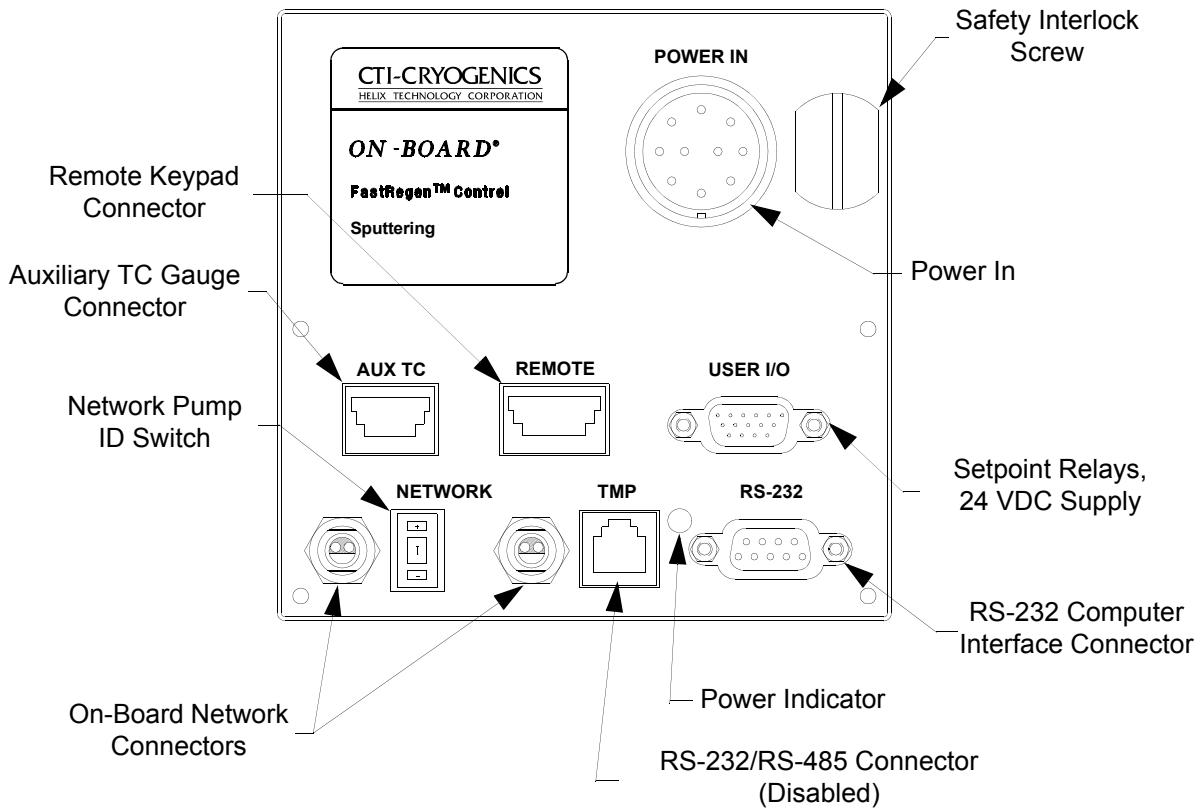 Safety Interlock
Screw
POWER IN
CTI-CRYOGENICS
HELIX TECHNOLOGY CORPORATION
ON-BOARD®
FastRegen™ Control
Sputtering
Remote Keypad
Connector
Power In
Auxiliary TC Gauge
Connector
AUX TC
REMOTE
USER I/O
Network Pump
ID Switch
Setpoint Relays,
24 VDC Supply
NETWORK
TMP
RS-232
+
1
-
RS-232 Computer
Interface Connector
Power Indicator
On-Board Network
Connectors
RS-232/RS-485 Connector
(Disabled)